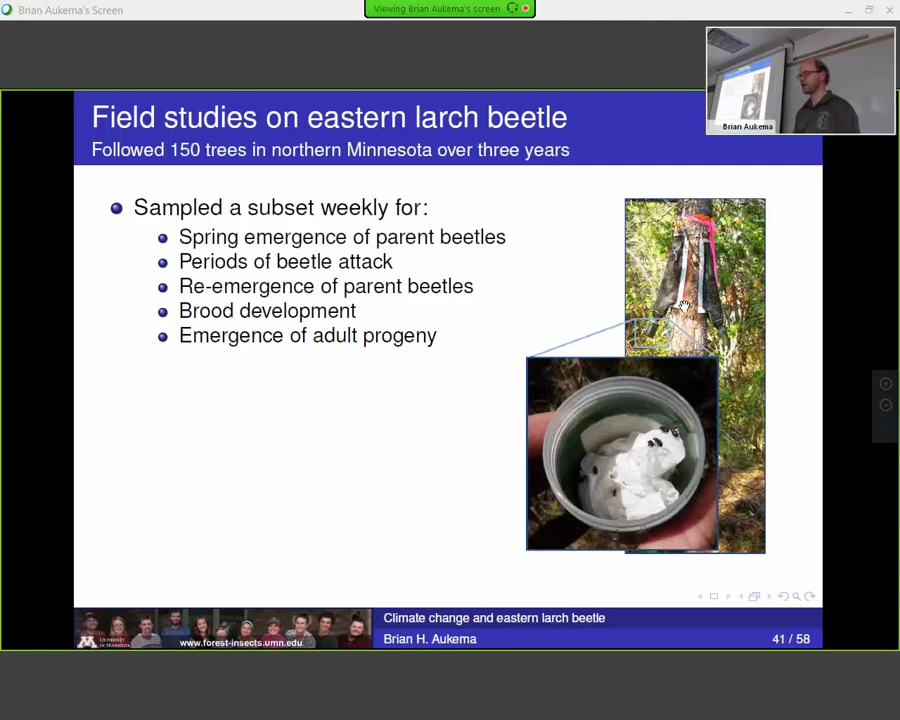 Brian Aukema's Screen
Viewing Brian Aukema's screen
Brian Aukema
Field studies on eastern larch beetle
Followed 150 trees in northern Minnesota over three years
Sampled a subset weekly for:
Spring emergence of parent beetles
Periods of beetle attack
Re-emergence of parent beetles
Brood development
Emergence of adult progeny
UNIVERSITY
OF MINNESOTA
www.forest-insects.umn.edu
Climate change and eastern larch beetle
Brian H. Aukema
41 / 58